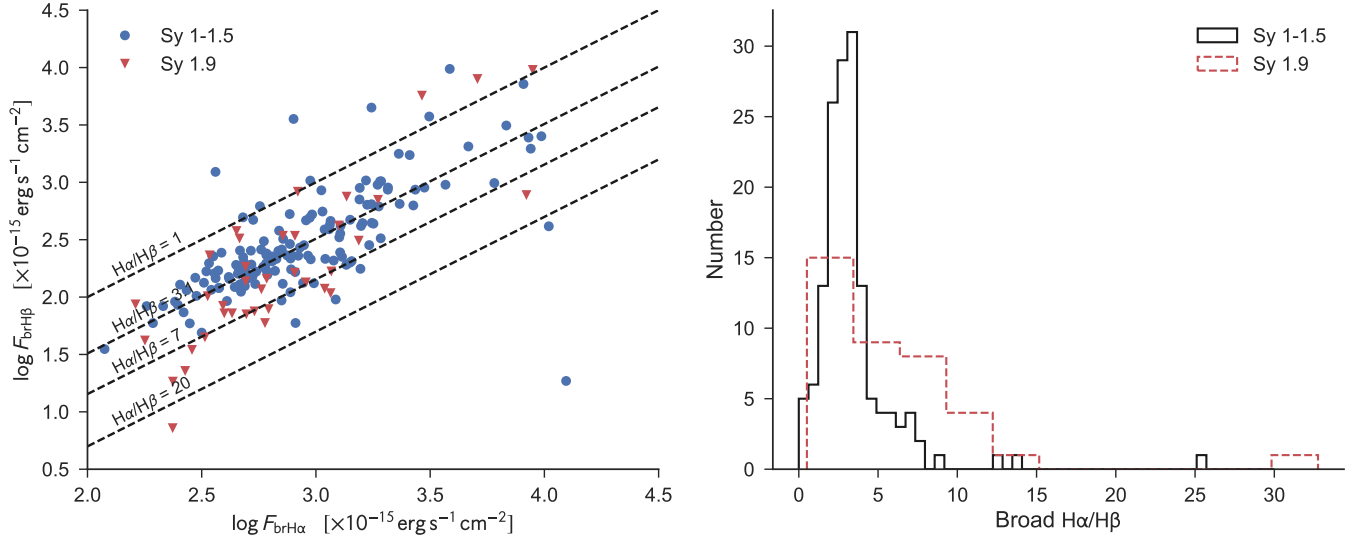 4.5
4.0
3.5
3.0
2.5
2.0
1.5
1.0
0.5
log F_brHβ [×10⁻¹⁵ erg s⁻¹ cm⁻²]
Sy 1-1.5
Sy 1.9
Hα/Hβ = 1
Hα/Hβ = 3.1
Hα/Hβ = 7
Hα/Hβ = 20
2.0 2.5 3.0 3.5 4.0 4.5
log F_brHα [×10⁻¹⁵ erg s⁻¹ cm⁻²]
30
25
20
15
10
5
0
Number
Sy 1-1.5
Sy 1.9
0 5 10 15 20 25 30
Broad Hα/Hβ